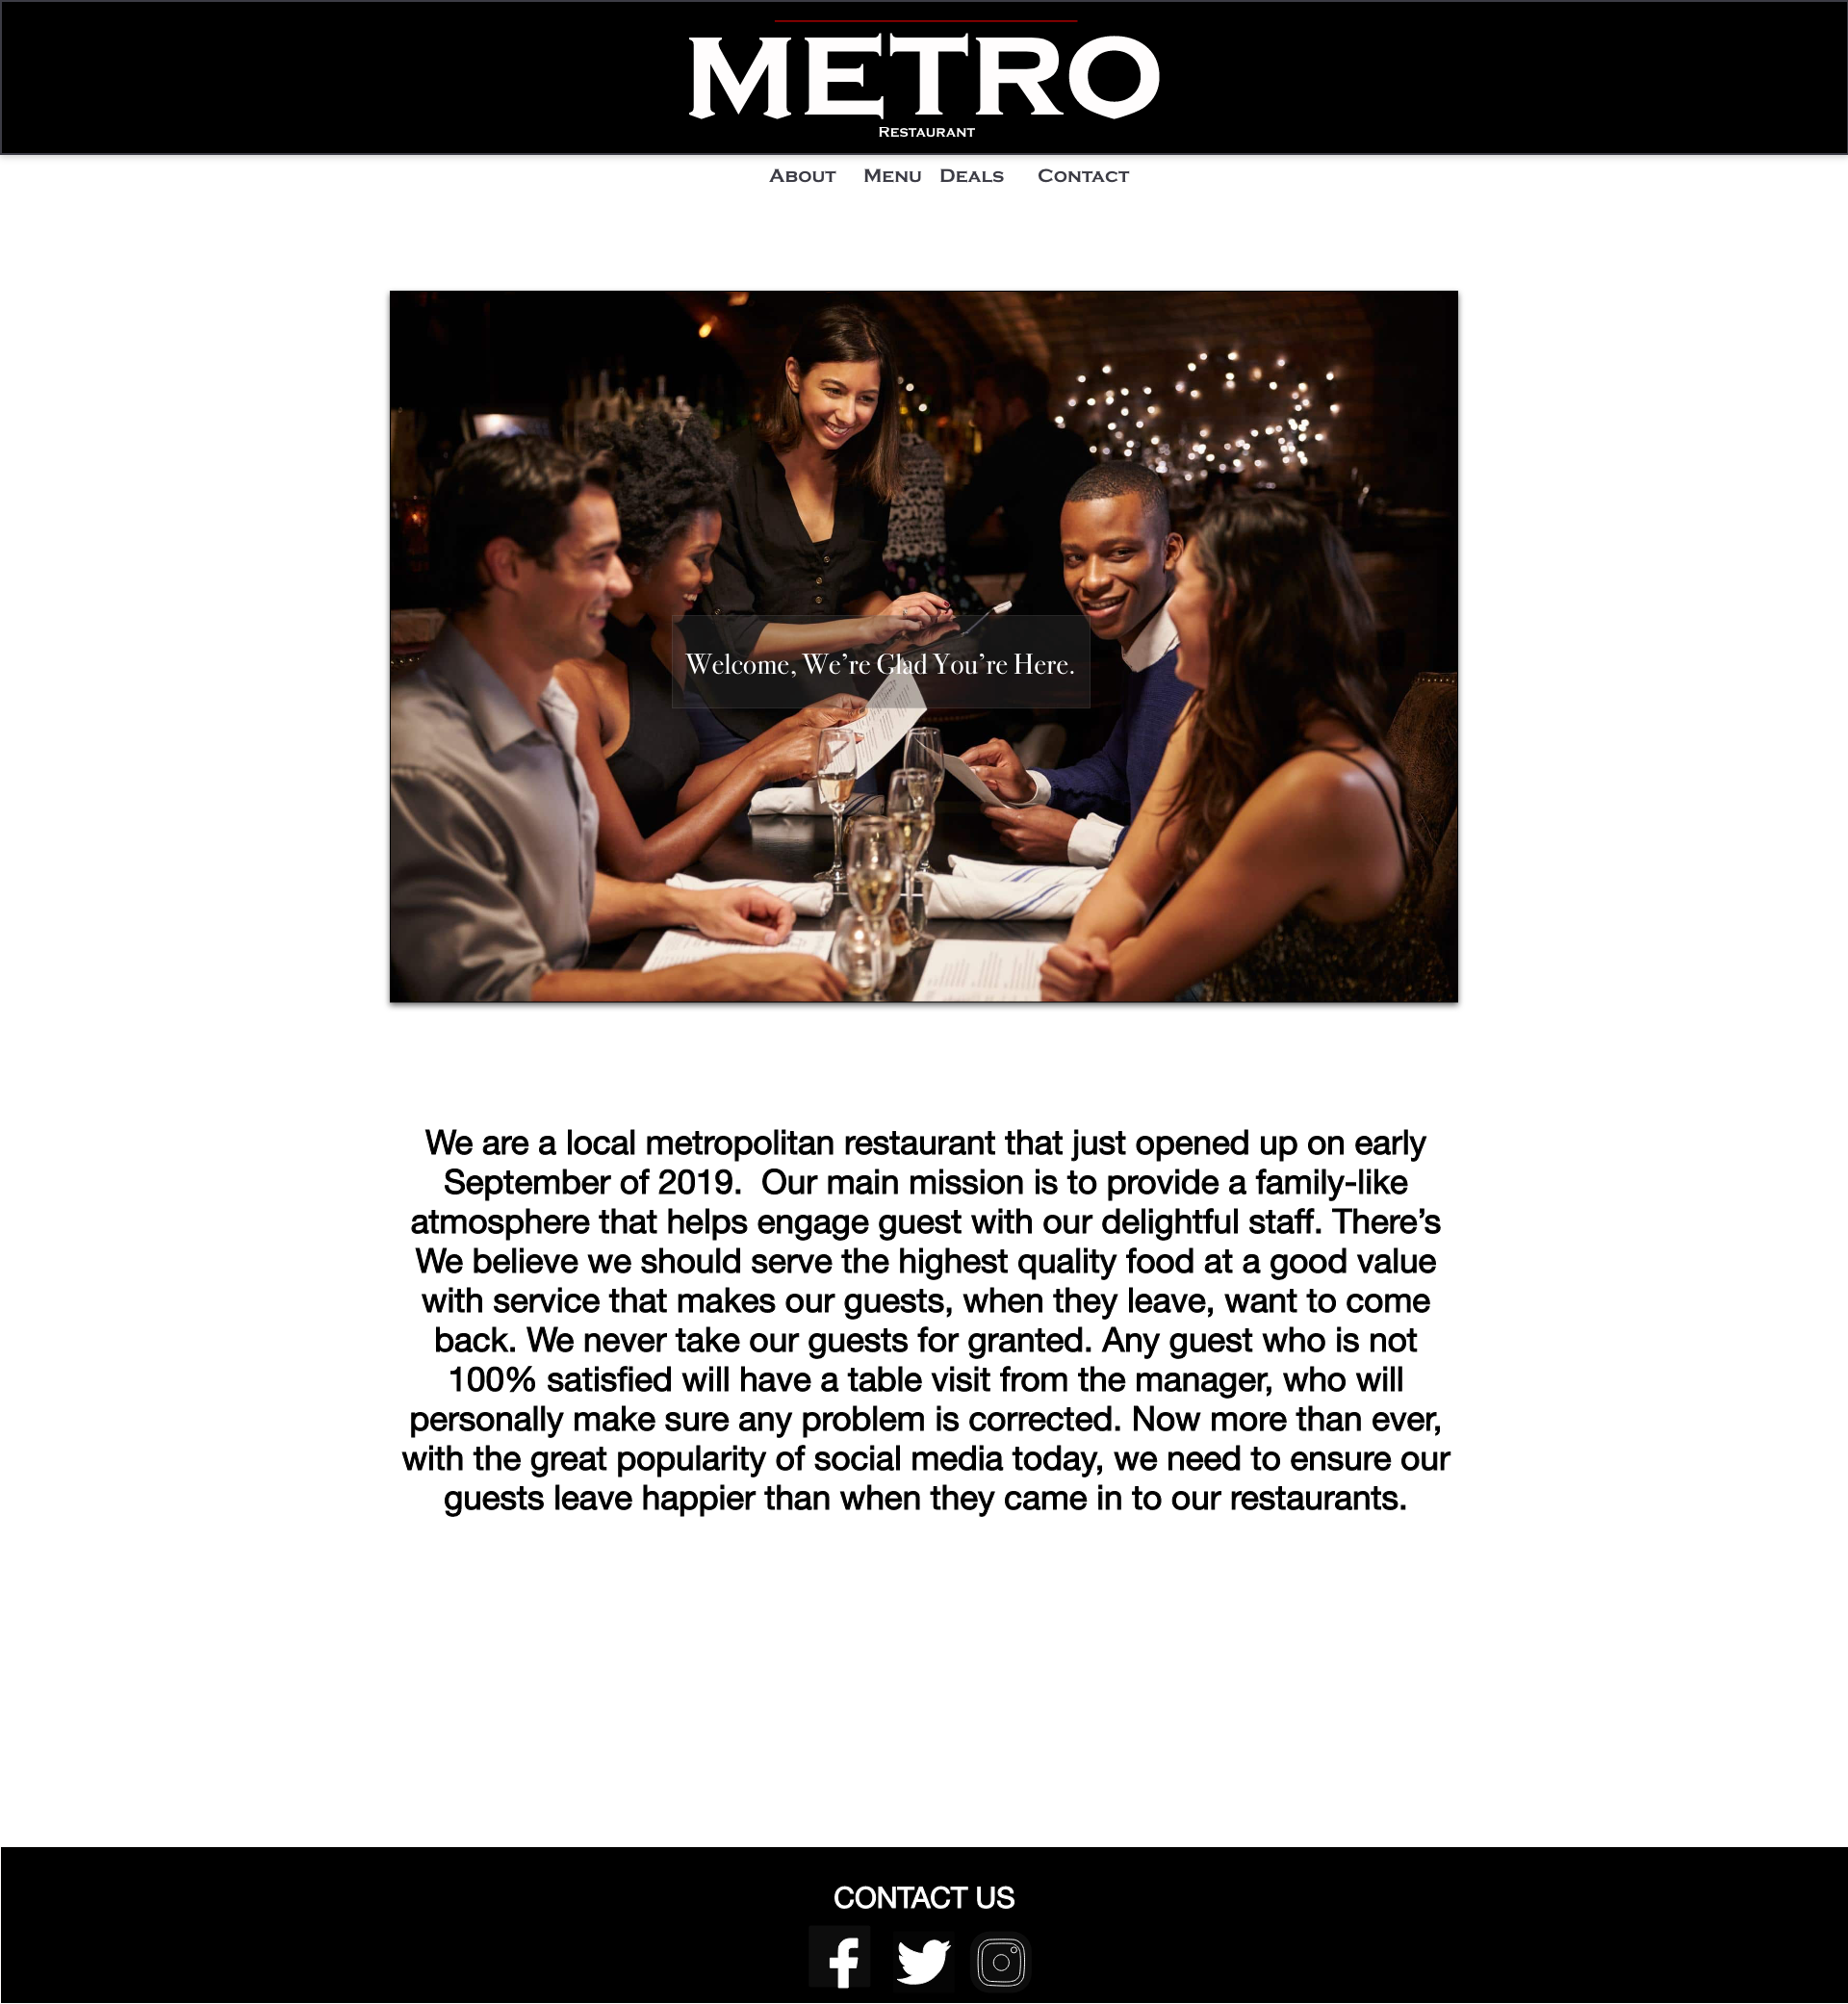 METRO
RESTAURANT
ABOUT MENU DEALS CONTACT
Welcome, We’re Glad You’re Here.
We are a local metropolitan restaurant that just opened up on early
September of 2019.  Our main mission is to provide a family-like
atmosphere that helps engage guest with our delightful staff. There’s
We believe we should serve the highest quality food at a good value
with service that makes our guests, when they leave, want to come
back. We never take our guests for granted. Any guest who is not
100% satisfied will have a table visit from the manager, who will
personally make sure any problem is corrected. Now more than ever,
with the great popularity of social media today, we need to ensure our
guests leave happier than when they came in to our restaurants.
CONTACT US